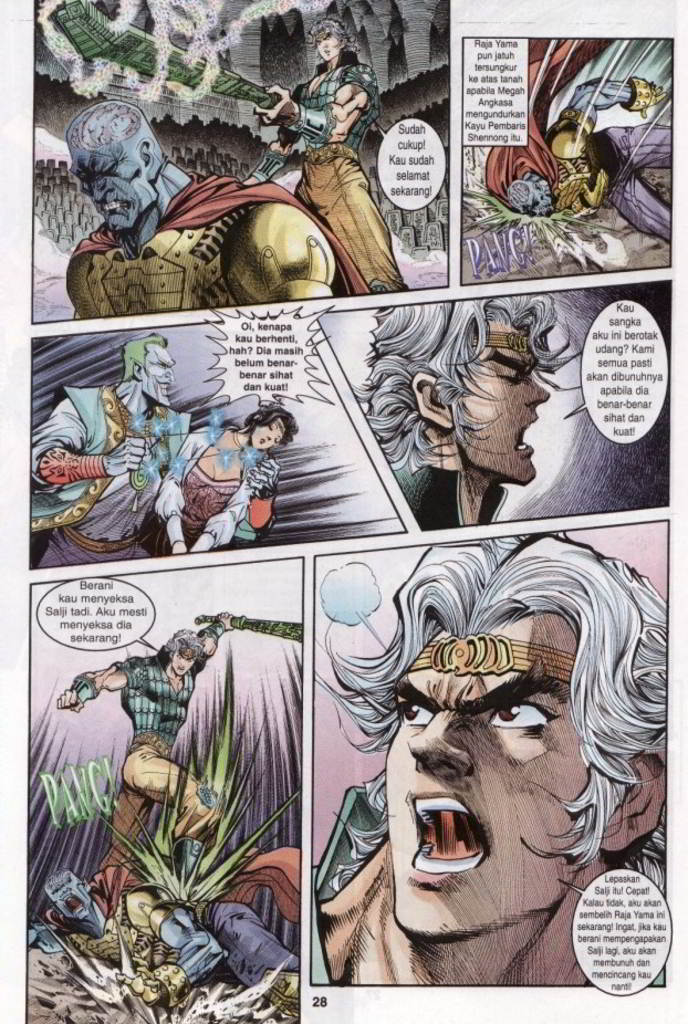 Sudah
cukup!
Kau sudah
selamat
sekarang!
Raja Yama
pun jatuh
tersungkur
ke atas tanah
apabila Megah
Angkasa
mengundurkan
Kayu Pembaris
Shennong itu.
PANG!
Oi, kenapa
kau berhenti,
hah? Dia masih
belum benar-
benar sihat
dan kuat!
Kau
sangka
aku ini berotak
udang? Kami
semua pasti
akan dibunuhnya
apabila dia
benar-benar
sihat dan
kuat!
Berani
kau menyeksa
Salji tadi. Aku mesti
menyeksa dia
sekarang!
PANG!
Lepaskan
Salji itu! Cepat!
Kalau tidak, aku akan
sembelih Raja Yama ini
sekarang! Ingat, jika kau
berani mempengapakan
Salji lagi, aku akan
membunuh dan
mencincang kau
nanti!
28